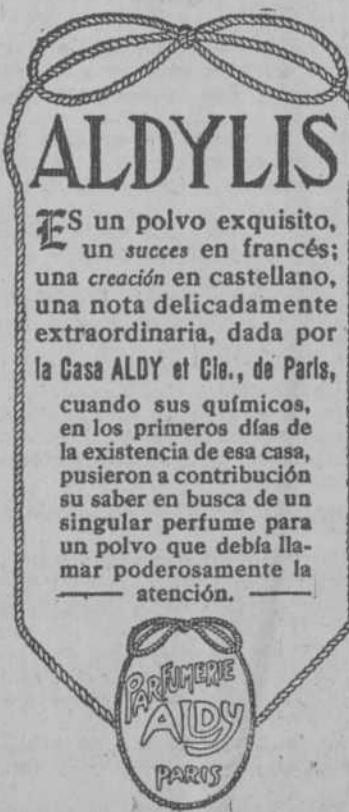 ALDYLIS
ES un polvo exquisito,
un succes en francés;
una creación en castellano,
una nota delicadamente
extraordinaria, dada por
la Casa ALDY et Cie., de París,
cuando sus químicos,
en los primeros días de
la existencia de esa casa,
pusieron a contribución
su saber en busca de un
singular perfume para
un polvo que debía lla-
mar poderosamente la
atención.
PARFUMERIE
ALDY
PARIS